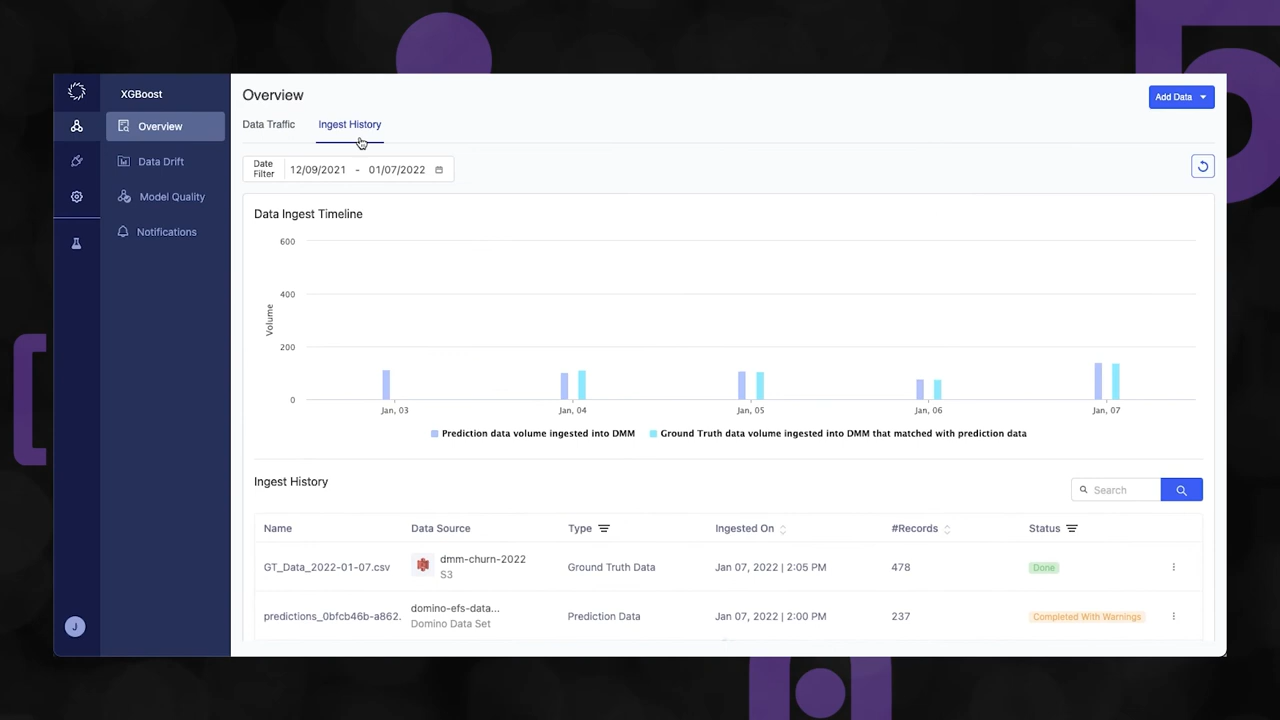 XGBoost
Overview
Data Drift
Model Quality
Notifications
J
Overview
Add Data
Data Traffic
Ingest History
Date Filter
12/09/2021 - 01/07/2022
Data Ingest Timeline
600
400
200
0
Volume
Jan, 03
Jan, 04
Jan, 05
Jan, 06
Jan, 07
Prediction data volume ingested into DMM
Ground Truth data volume ingested into DMM that matched with prediction data
Ingest History
Search
Name Data Source Type Ingested On #Records Status
GT_Data_2022-01-07.csv dmm-churn-2022 S3 Ground Truth Data Jan 07, 2022 | 2:05 PM 478 Done
predictions_0bfcb46b-a862. domino-efs-data... Domino Data Set Prediction Data Jan 07, 2022 | 2:00 PM 237 Completed With Warnings